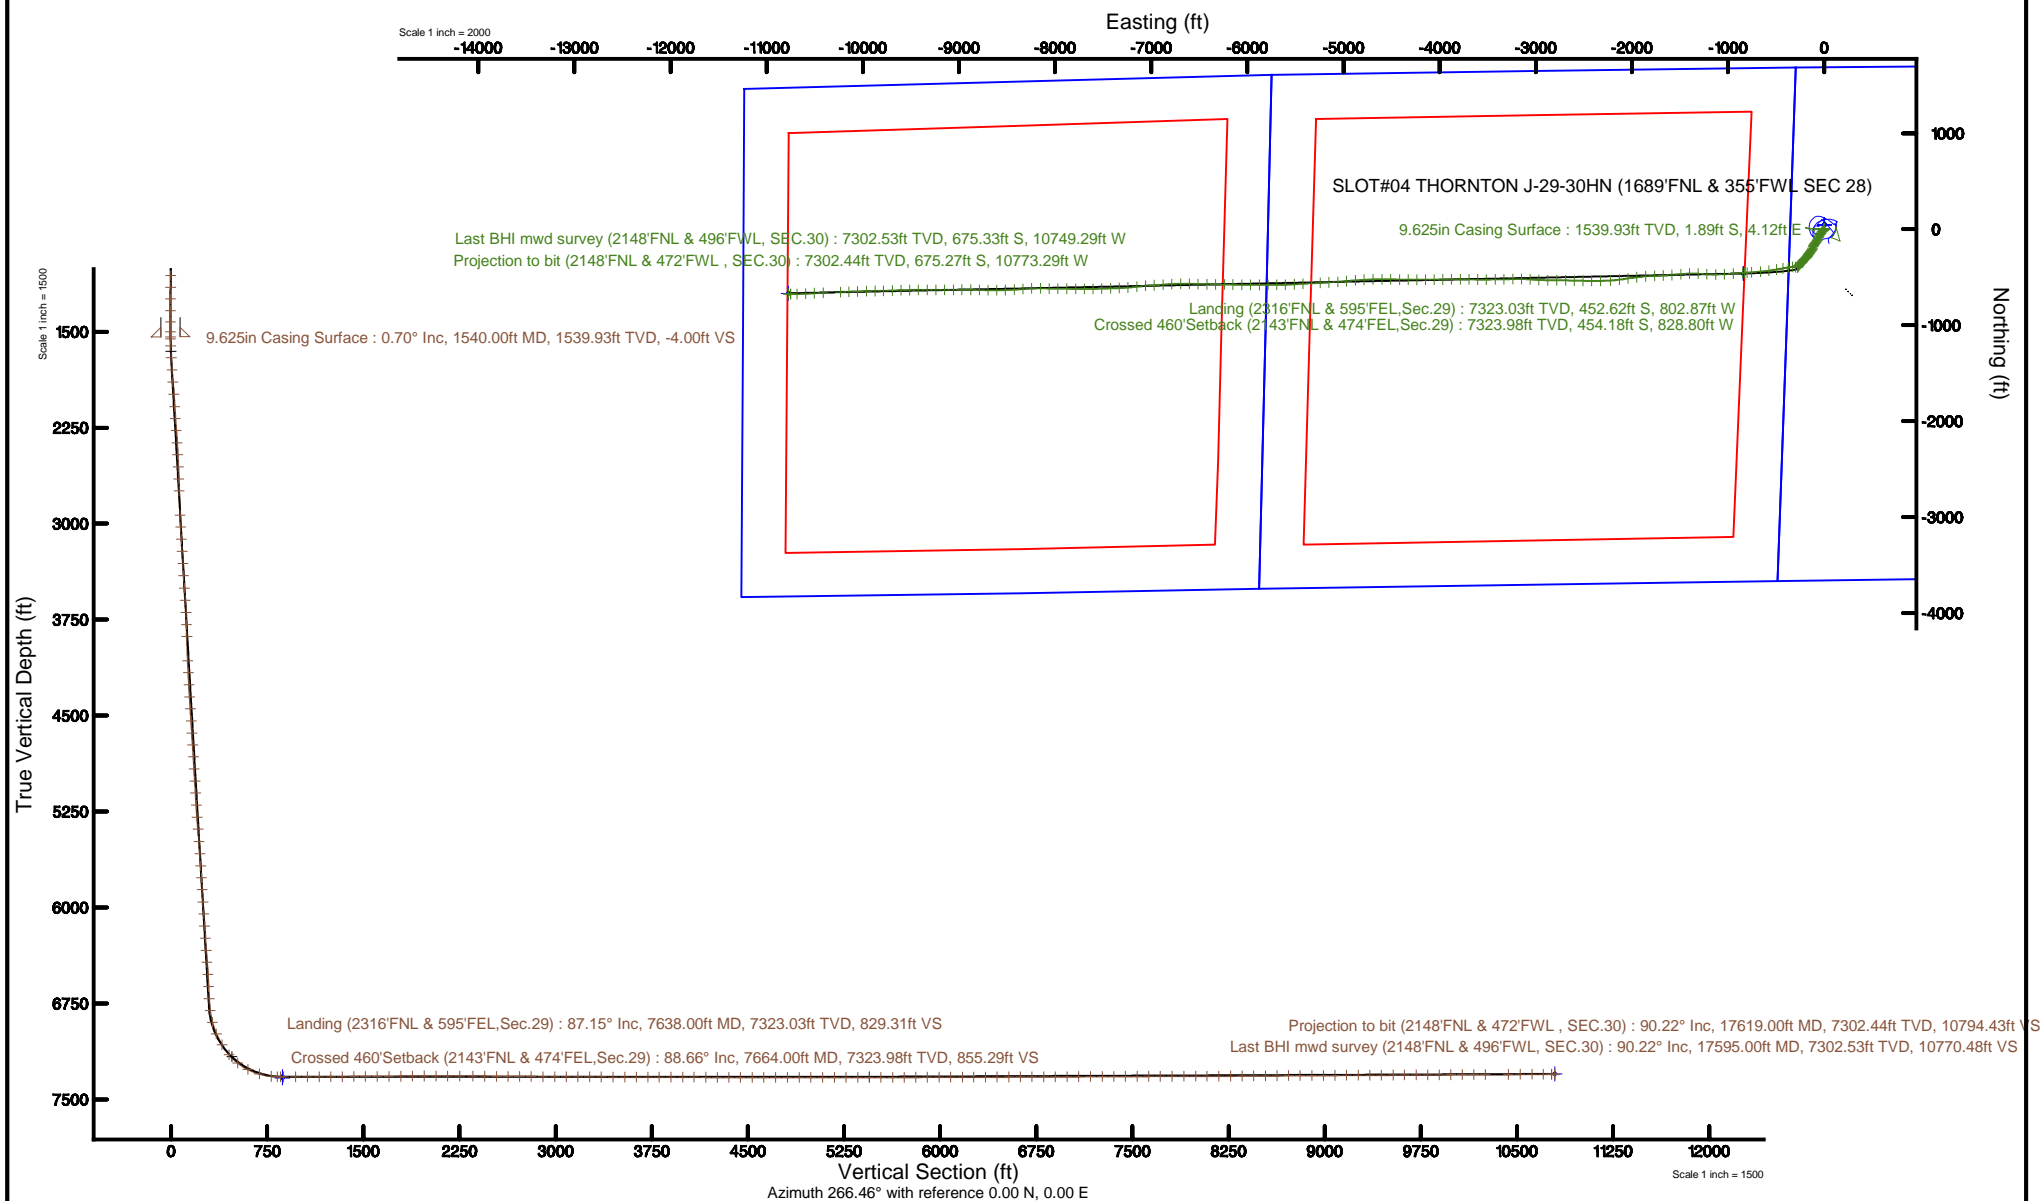 Easting (ft)
Scale 1 inch = 2000
-14000 -13000 -12000 -11000 -10000 -9000 -8000 -7000 -6000 -5000 -4000 -3000 -2000 -1000 0
1000
SLOT#04 THORNTON J-29-30HN (1689'FNL & 355'FWL SEC 28)
9.625in Casing Surface : 1539.93ft TVD, 1.89ft S, 4.12ft E
0
Last BHI mwd survey (2148'FNL & 496'FWL, SEC.30) : 7302.53ft TVD, 675.33ft S, 10749.29ft W
Projection to bit (2148'FNL & 472'FWL , SEC.30) : 7302.44ft TVD, 675.27ft S, 10773.29ft W
Landing (2316'FNL & 595'FEL,Sec.29) : 7323.03ft TVD, 452.62ft S, 802.87ft W
Crossed 460'Setback (2143'FNL & 474'FEL,Sec.29) : 7323.98ft TVD, 454.18ft S, 828.80ft W
-1000
-2000
-3000
-4000
Northing (ft)
Scale 1 inch = 1500
9.625in Casing Surface : 0.70° Inc, 1540.00ft MD, 1539.93ft TVD, -4.00ft VS
1500
2250
3000
3750
4500
5250
6000
6750
7500
True Vertical Depth (ft)
Landing (2316'FNL & 595'FEL,Sec.29) : 87.15° Inc, 7638.00ft MD, 7323.03ft TVD, 829.31ft VS
Crossed 460'Setback (2143'FNL & 474'FEL,Sec.29) : 88.66° Inc, 7664.00ft MD, 7323.98ft TVD, 855.29ft VS
Projection to bit (2148'FNL & 472'FWL , SEC.30) : 90.22° Inc, 17619.00ft MD, 7302.44ft TVD, 10794.43ft VS
Last BHI mwd survey (2148'FNL & 496'FWL, SEC.30) : 90.22° Inc, 17595.00ft MD, 7302.53ft TVD, 10770.48ft VS
0 750 1500 2250 3000 3750 4500 5250 6000 6750 7500 8250 9000 9750 10500 11250 12000
Vertical Section (ft)
Scale 1 inch = 1500
Azimuth 266.46° with reference 0.00 N, 0.00 E